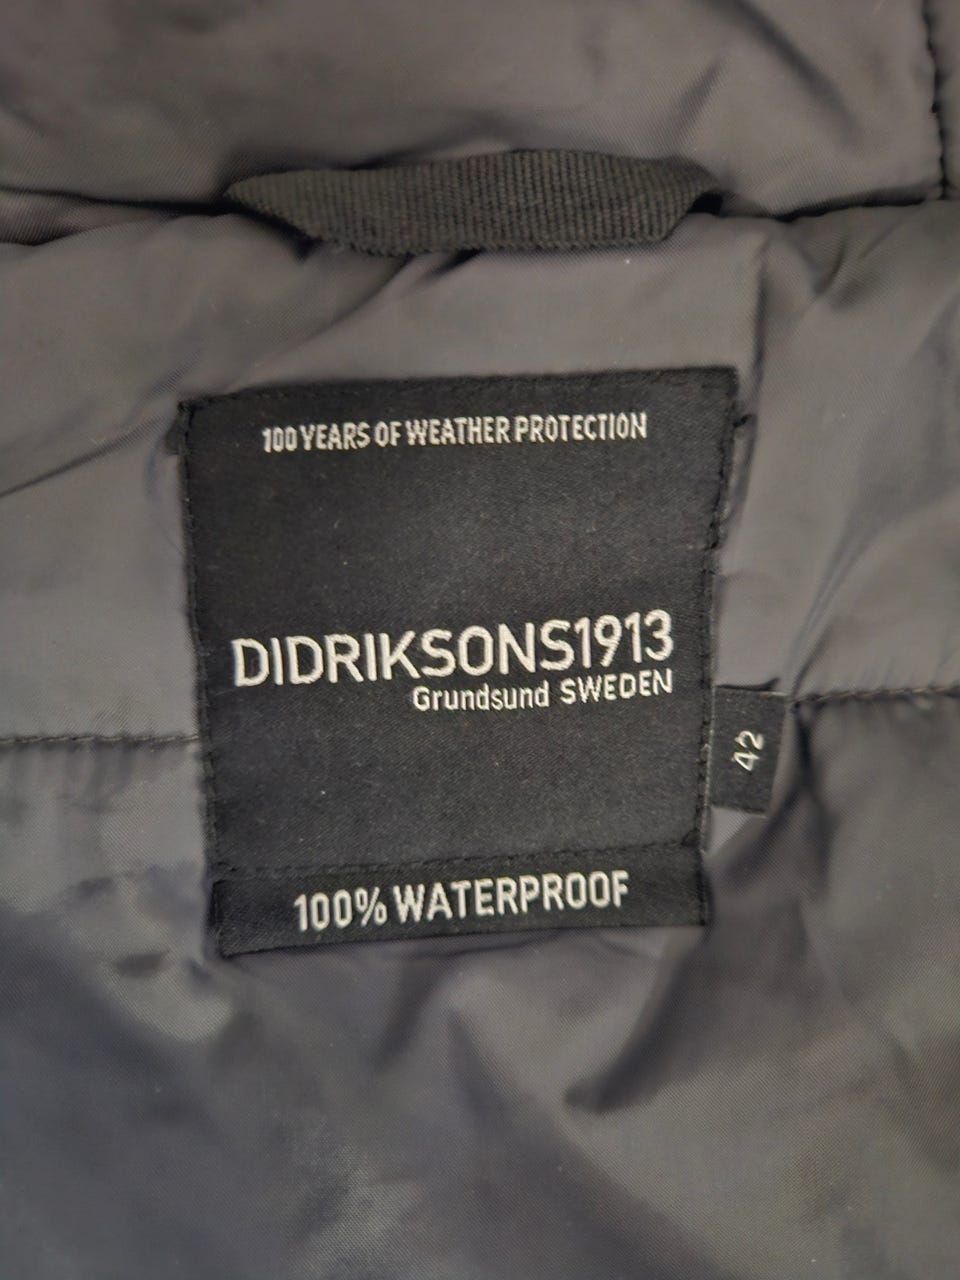 100 YEARS OF WEATHER PROTECTION
DIDRIKSONS1913
Grundsund SWEDEN
42
100% WATERPROOF